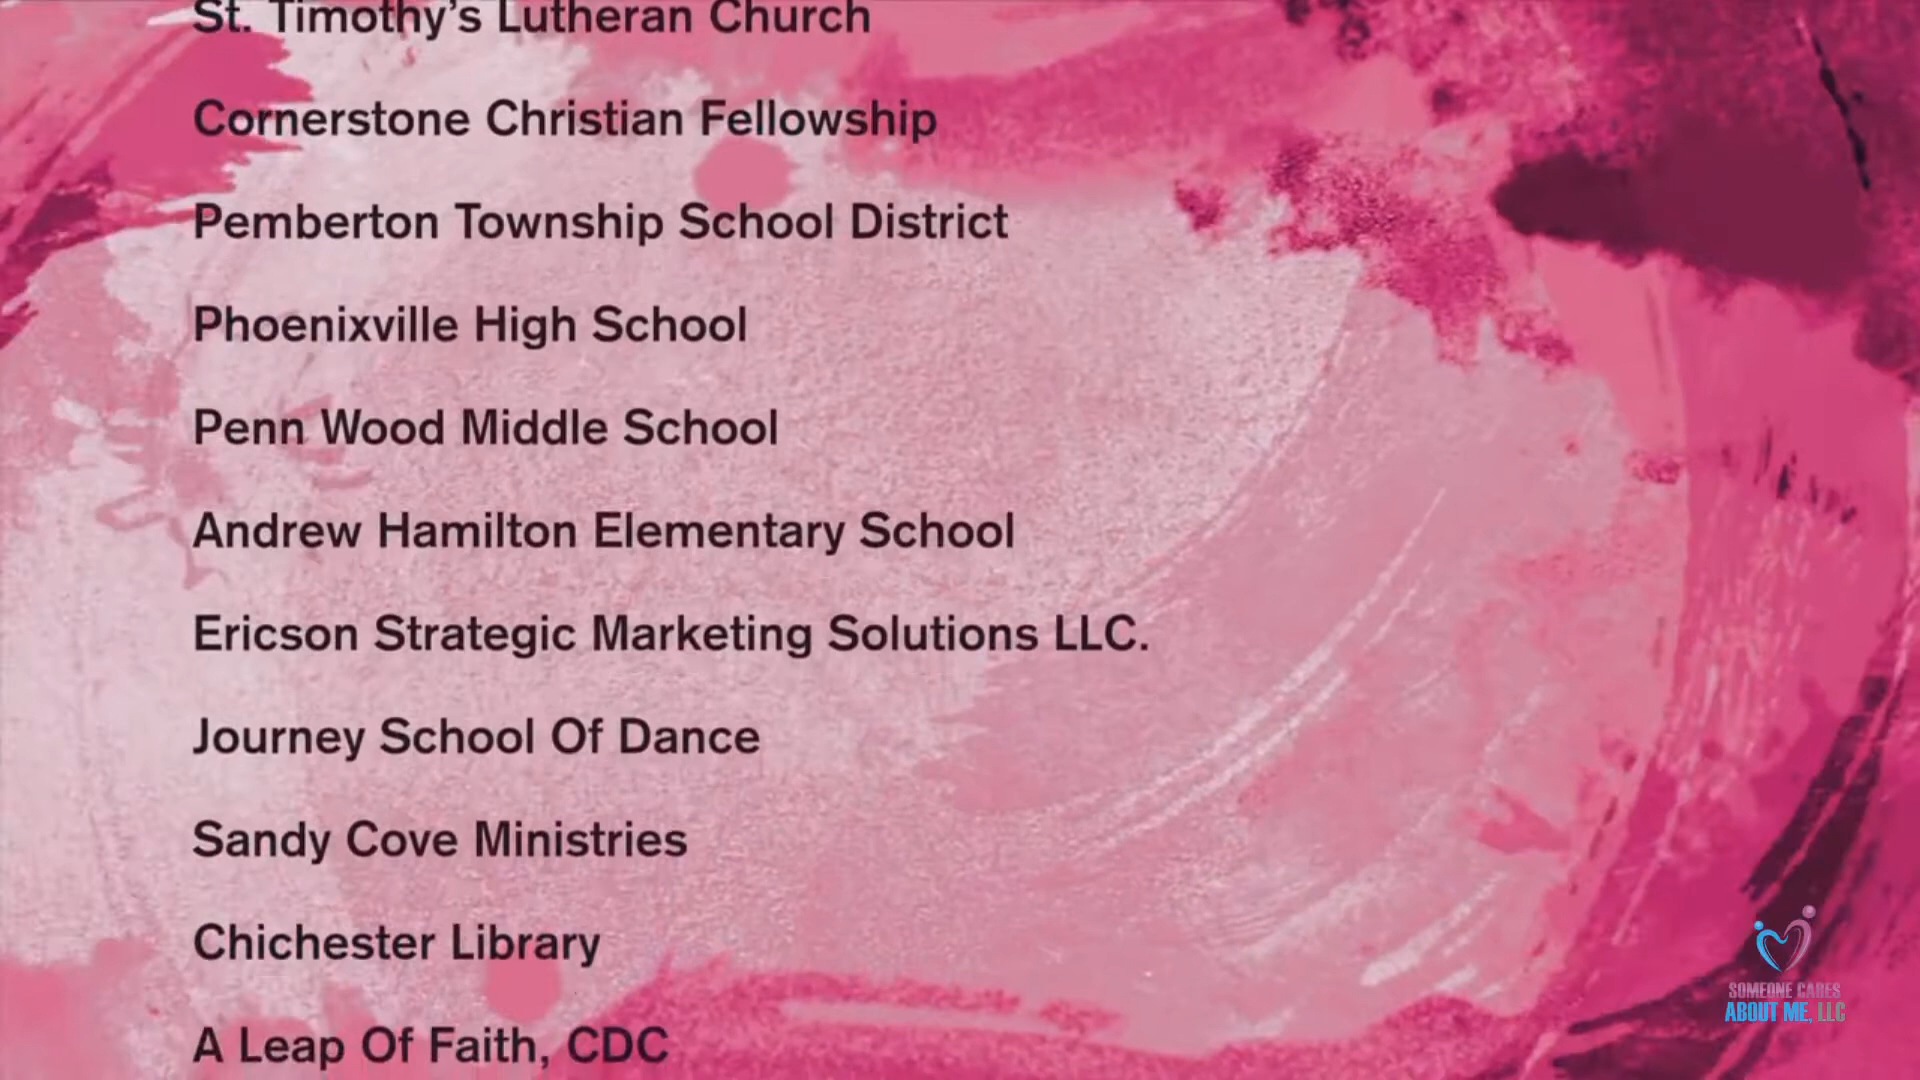 St. Timothy's Lutheran Church
Cornerstone Christian Fellowship
Pemberton Township School District
Phoenixville High School
Penn Wood Middle School
Andrew Hamilton Elementary School
Ericson Strategic Marketing Solutions LLC.
Journey School Of Dance
Sandy Cove Ministries
Chichester Library
A Leap Of Faith, CDC
SOMEONE CARES
ABOUT ME, LLC